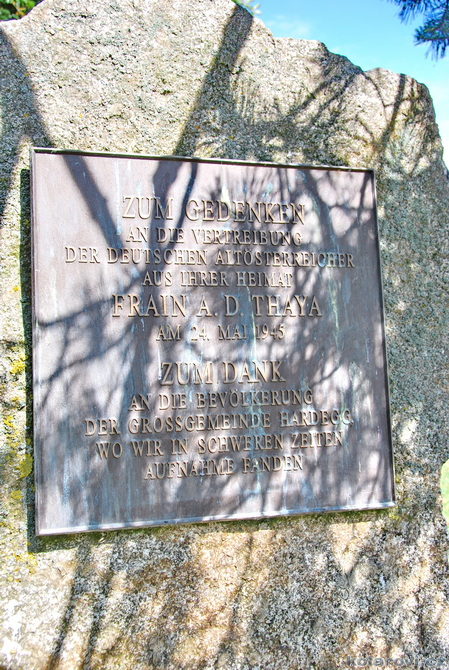 ZUM GEDENKEN
AN DIE VERTREIBUNG
DER DEUTSCHEN ALTÖSTERREICHER
AUS IHRER HEIMAT
FRAIN A. D. THAYA
AM 24. MAI 1945
ZUM DANK
AN DIE BEVÖLKERUNG
DER GROSSGEMEINDE HARDEGG
WO WIR IN SCHWEREN ZEITEN
AUFNAHME FANDEN